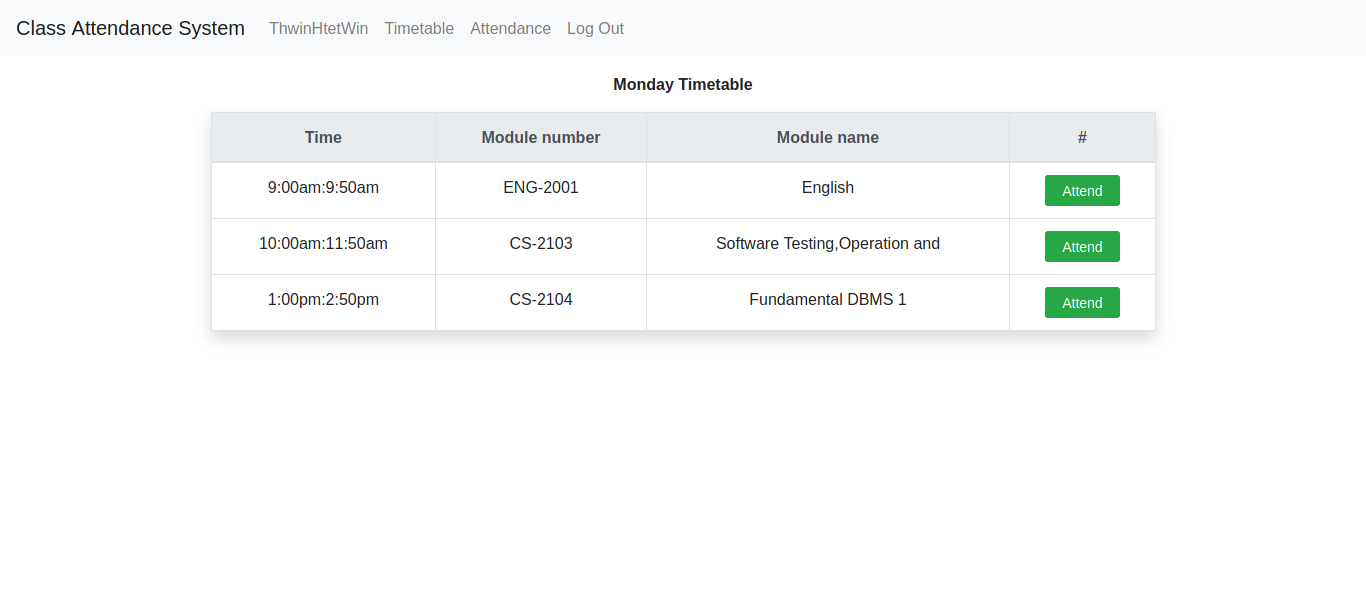 Class Attendance System ThwinHtetWin Timetable Attendance Log Out
Monday Timetable
Time Module number Module name #
9:00am:9:50am ENG-2001 English Attend
10:00am:11:50am CS-2103 Software Testing,Operation and Attend
1:00pm:2:50pm CS-2104 Fundamental DBMS 1 Attend